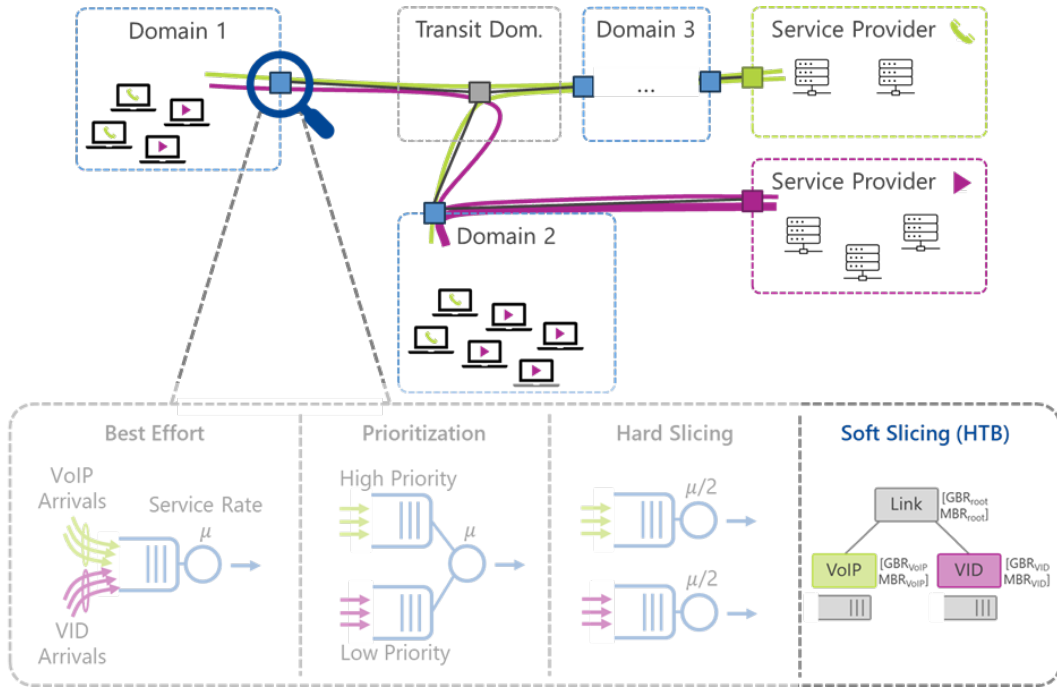 Domain 1
Transit Dom.
Domain 3
Service Provider
...
Service Provider
Domain 2
Best Effort
Prioritization
Hard Slicing
Soft Slicing (HTB)
VoIP
Arrivals
Service Rate
μ
VID
Arrivals
High Priority
μ
Low Priority
μ/2
μ/2
Link
[GBRroot
MBRroot]
VoIP
[GBRVoIP
MBRVoIP]
VID
[GBRVID
MBRVID]